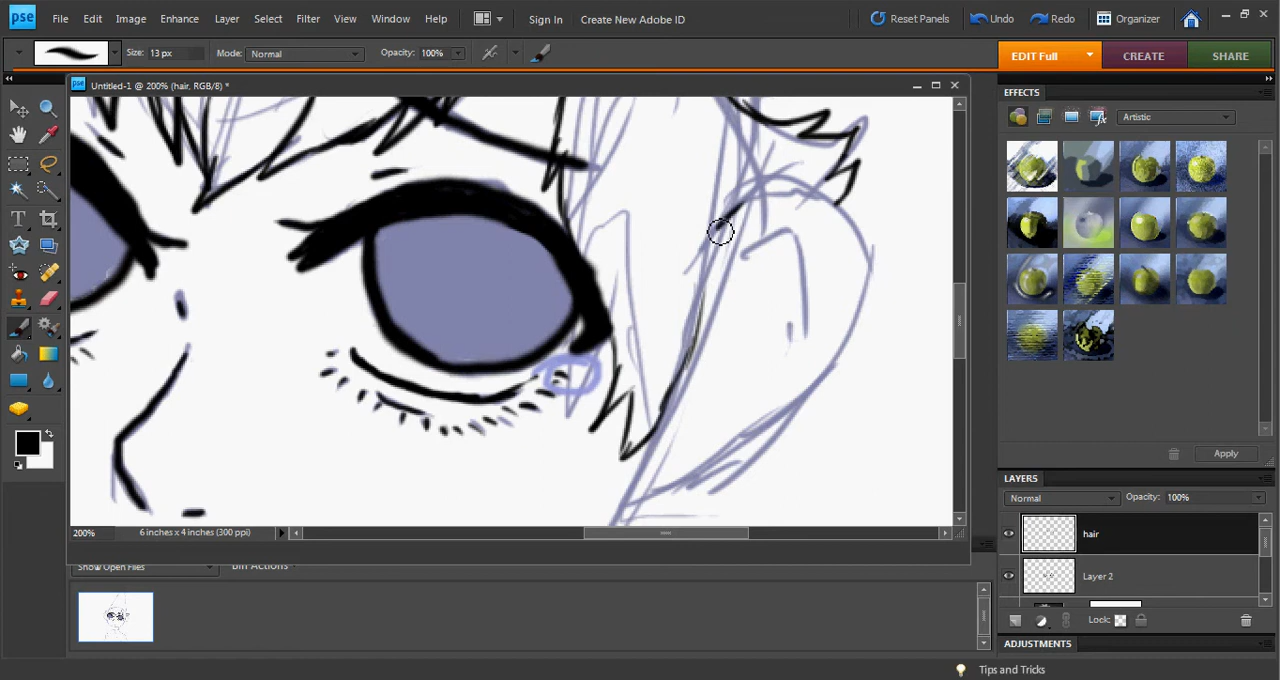 pse File Edit Image Enhance Layer Select Filter View Window Help Sign In Create New Adobe ID Reset Panels Undo Redo Organizer
Size: 13 px Mode: Normal Opacity: 100% EDIT Full CREATE SHARE
Untitled-1 @ 200% (hair, RGB/8) *
EFFECTS
Artistic
Apply
LAYERS
Normal Opacity: 100%
hair
Layer 2
200% 6 inches x 4 inches (300 ppi)
Show Open Files Bin Actions
Lock:
ADJUSTMENTS
Tips and Tricks